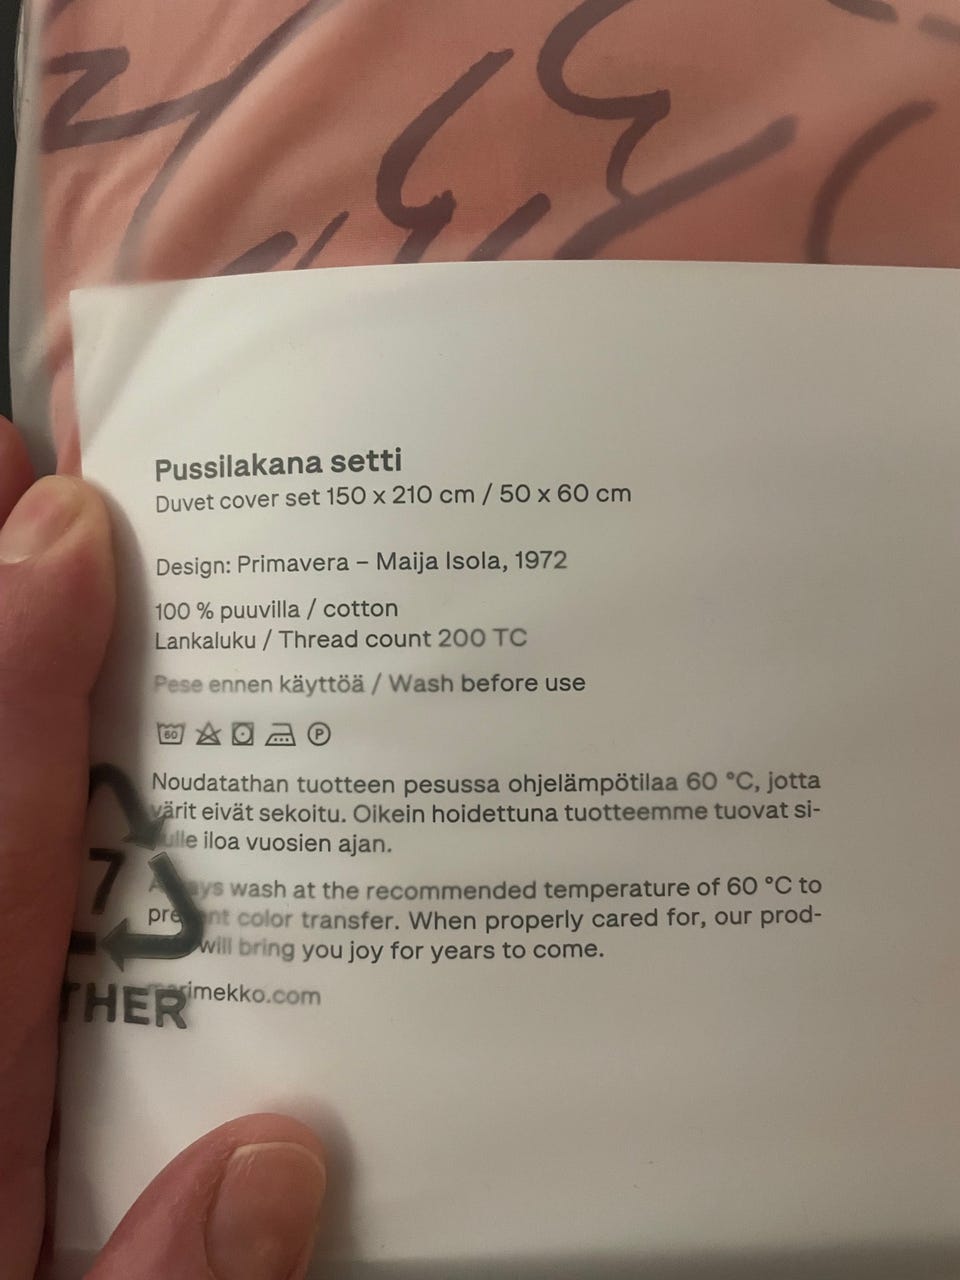 Pussilakana setti
Duvet cover set 150 x 210 cm / 50 x 60 cm
Design: Primavera – Maija Isola, 1972
100 % puuvilla / cotton
Lankaluku / Thread count 200 TC
Pese ennen käyttöä / Wash before use
60 P
Noudatathan tuotteen pesussa ohjelämpötilaa 60 °C, jotta
värit eivät sekoitu. Oikein hoidettuna tuotteemme tuovat si-
iloa vuosien ajan.
wash at the recommended temperature of 60 °C to
color transfer. When properly cared for, our prod-
will bring you joy for years to come.
7
THER